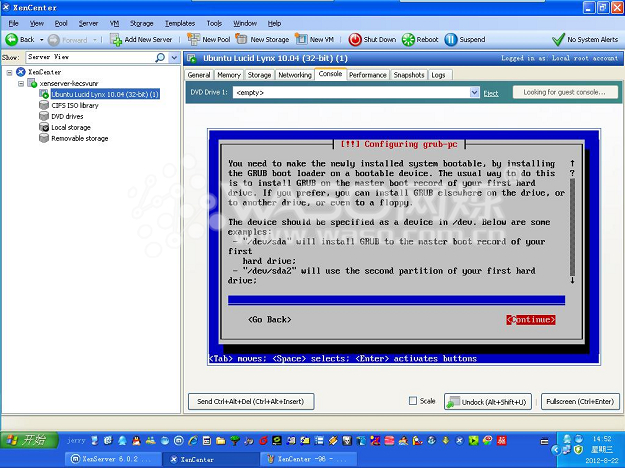 XenCenter
File View Pool Server VM Storage Templates Tools Window Help
Back Forward Add New Server New Pool New Storage New VM Shut Down Reboot Suspend No System Alerts
Show: Server View
Ubuntu Lucid Lynx 10.04 (32-bit) (1)
Logged in as: Local root account
XenCenter
xenserver-kecsvunr
Ubuntu Lucid Lynx 10.04 (32-bit) (1)
CIFS ISO library
DVD drives
Local storage
Removable storage
General Memory Storage Networking Console Performance Snapshots Logs
DVD Drive 1: <empty> Eject Looking for guest console...
[!!] Configuring grub-pc
You need to make the newly installed system bootable, by installing
the GRUB boot loader on a bootable device. The usual way to do this
is to install GRUB on the master boot record of your first hard
drive. If you prefer, you can install GRUB elsewhere on the drive, or
to another drive, or even to a floppy.
The device should be specified as a device in /dev. Below are some
examples:
- "/dev/sda" will install GRUB to the master boot record of your
first
hard drive;
- "/dev/sda2" will use the second partition of your first hard
drive;
<Go Back> <Continue>
<Tab> moves; <Space> selects; <Enter> activates buttons
www.wasn.com.cn
Send Ctrl+Alt+Del (Ctrl+Alt+Insert) Scale Undock (Alt+Shift+U) Fullscreen (Ctrl+Enter)
开始 jerry
14:52
星期三
2012-8-22
XenServer 6.0.2 ... XenCenter XenCenter -96 - ...